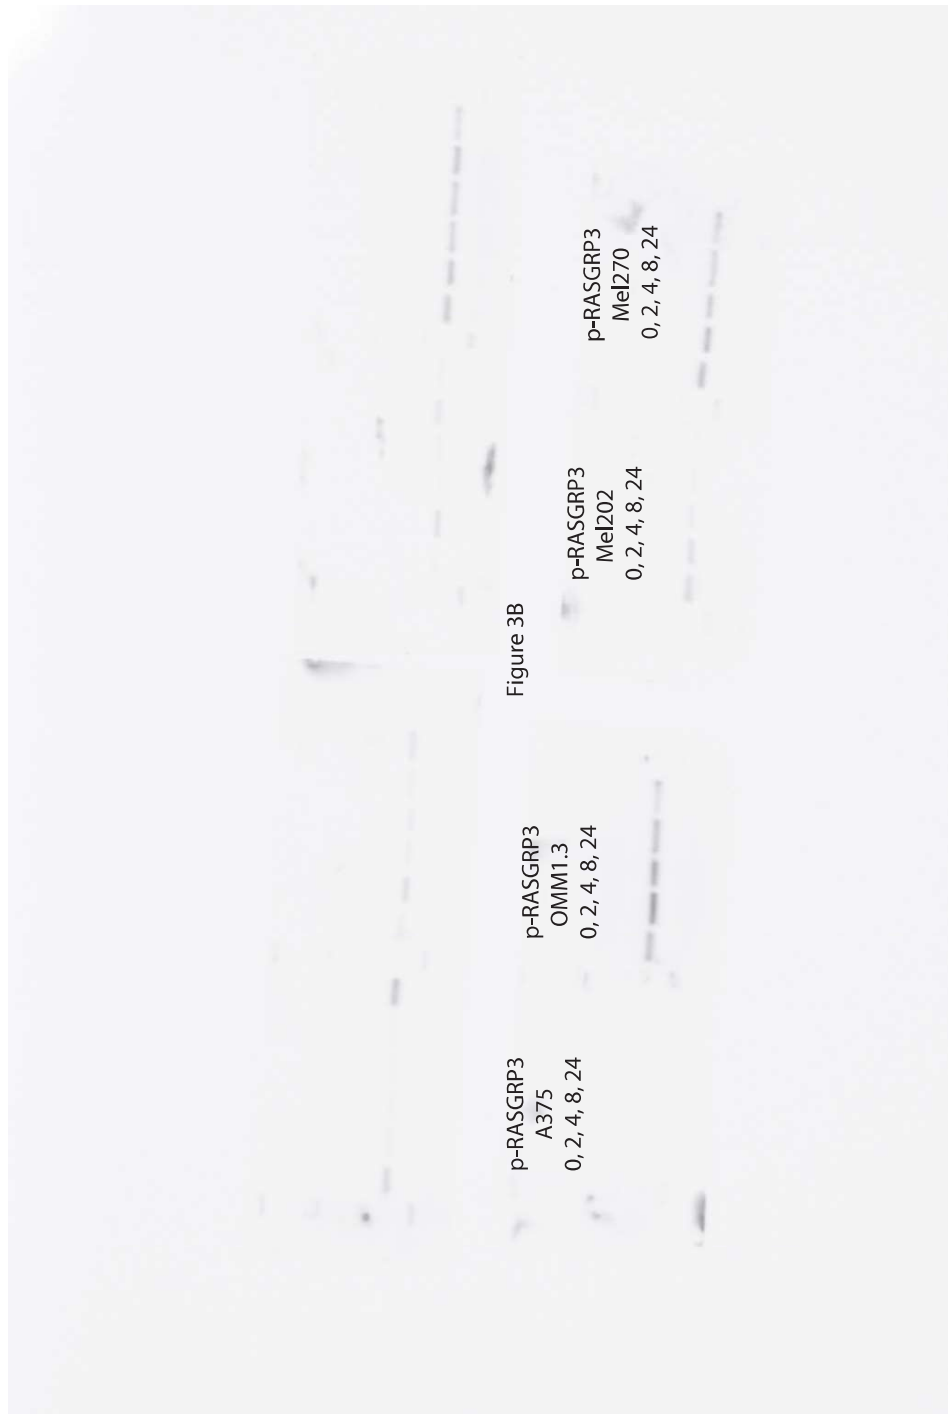 Figure 3B
p-RASGRP3
A375
0, 2, 4, 8, 24
p-RASGRP3
OMM1.3
0, 2, 4, 8, 24
p-RASGRP3
Mel202
0, 2, 4, 8, 24
p-RASGRP3
Mel270
0, 2, 4, 8, 24